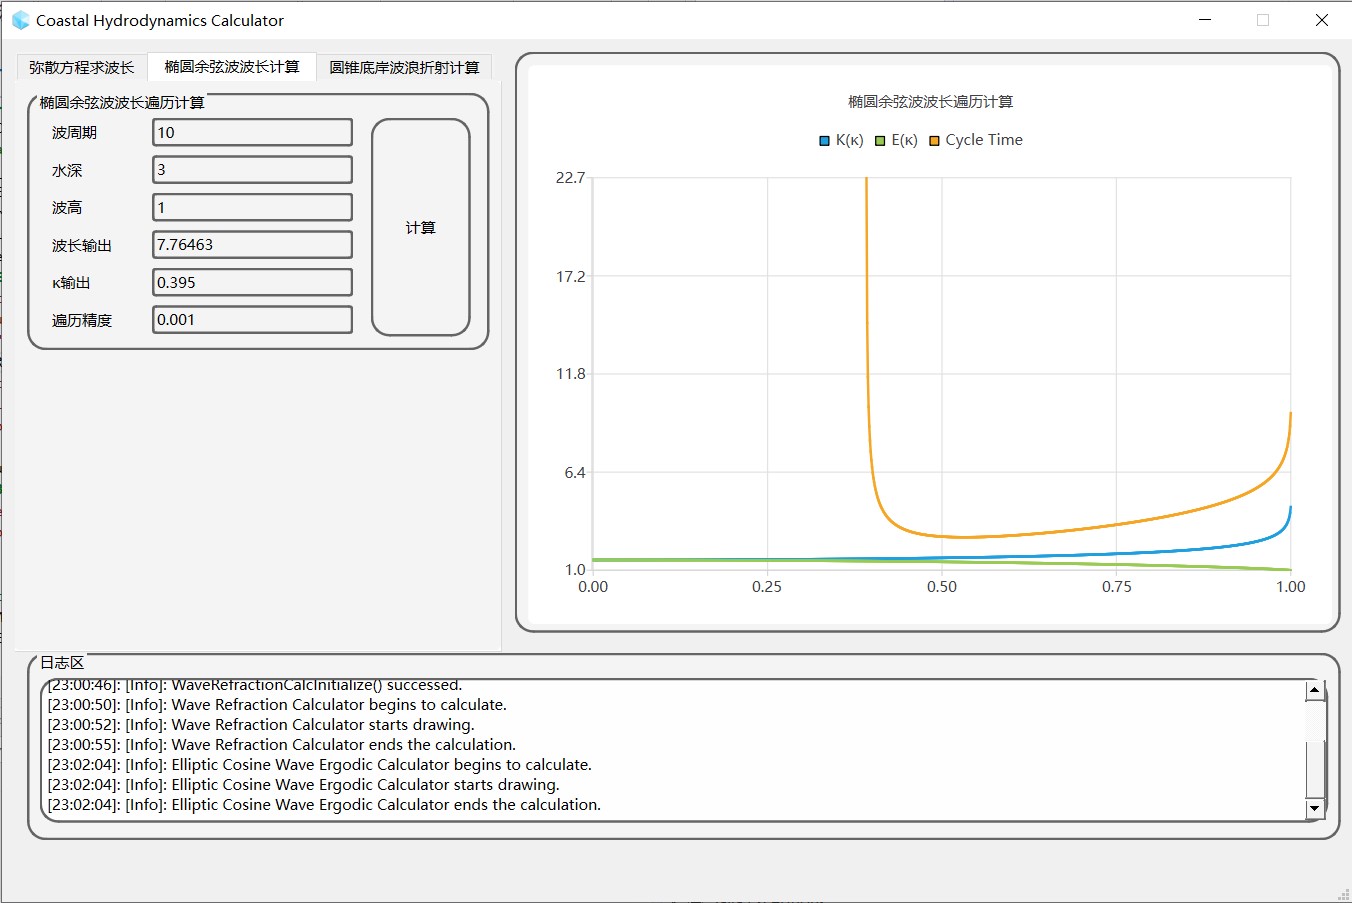 Coastal Hydrodynamics Calculator
弥散方程求波长 椭圆余弦波波长计算 圆锥底岸波浪折射计算
椭圆余弦波波长遍历计算
波周期 10
水深 3
波高 1
波长输出 7.76463
κ输出 0.395
遍历精度 0.001
计算
椭圆余弦波波长遍历计算
K(κ) E(κ) Cycle Time
22.7
17.2
11.8
6.4
1.0
0.00 0.25 0.50 0.75 1.00
日志区
[23:00:46]: [Info]: WaveRefractionCalcInitialize() successed.
[23:00:50]: [Info]: Wave Refraction Calculator begins to calculate.
[23:00:52]: [Info]: Wave Refraction Calculator starts drawing.
[23:00:55]: [Info]: Wave Refraction Calculator ends the calculation.
[23:02:04]: [Info]: Elliptic Cosine Wave Ergodic Calculator begins to calculate.
[23:02:04]: [Info]: Elliptic Cosine Wave Ergodic Calculator starts drawing.
[23:02:04]: [Info]: Elliptic Cosine Wave Ergodic Calculator ends the calculation.